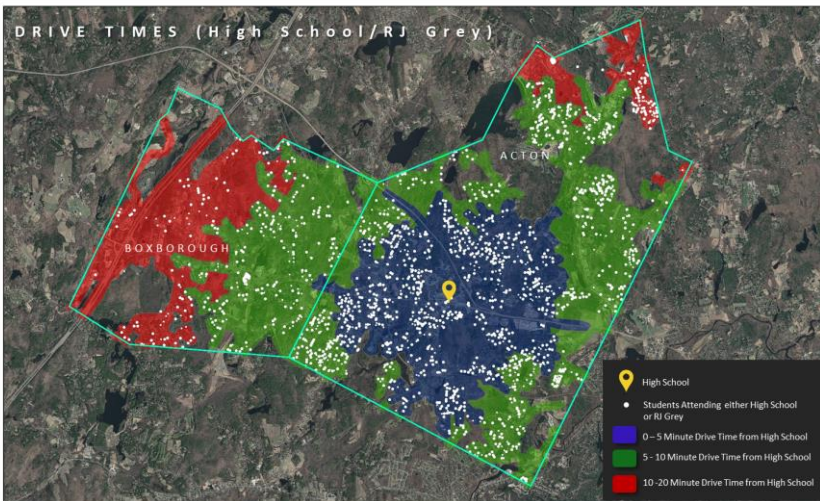 DRIVE TIMES (High School/RJ Grey)
ACTON
BOXBOROUGH
High School
Students Attending either High School
or RJ Grey
0 – 5 Minute Drive Time from High School
5 - 10 Minute Drive Time from High School
10 -20 Minute Drive Time from High School